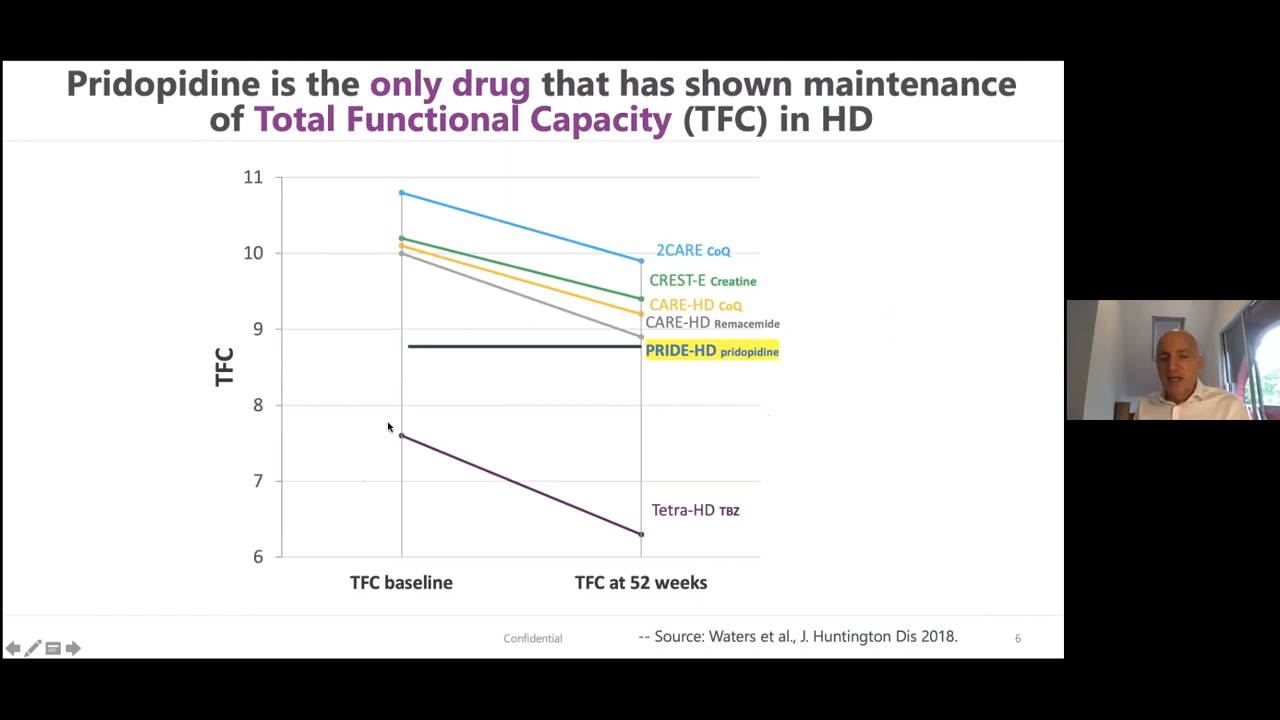 Pridopidine is the only drug that has shown maintenance
of Total Functional Capacity (TFC) in HD
11
10
9
8
7
6
TFC
2CARE CoQ
CREST-E Creatine
CARE-HD CoQ
CARE-HD Remacemide
PRIDE-HD pridopidine
Tetra-HD TBZ
TFC baseline
TFC at 52 weeks
Confidential
-- Source: Waters et al., J. Huntington Dis 2018.
6